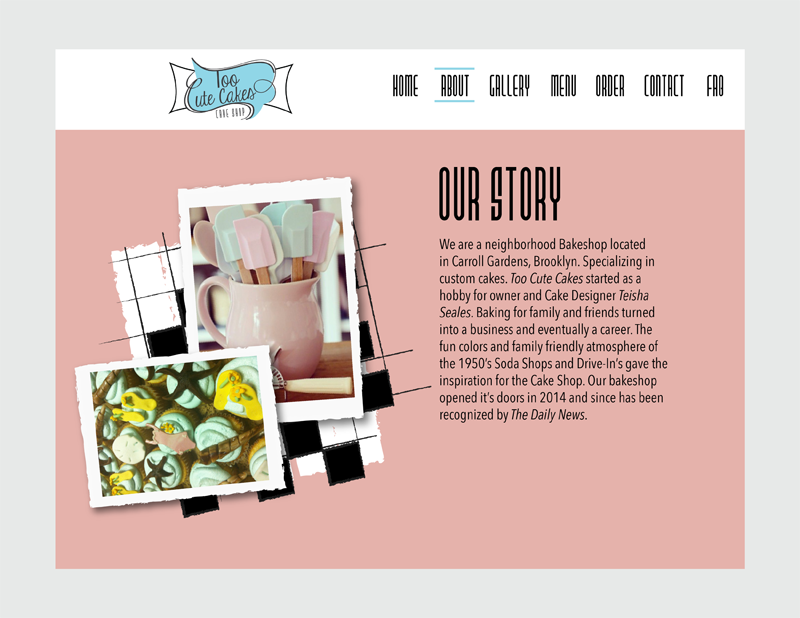 Too
Cute Cakes
CAKE SHOP
HOME ABOUT GALLERY MENU ORDER CONTACT FAQ
OUR STORY
We are a neighborhood Bakeshop located
in Carroll Gardens, Brooklyn. Specializing in
custom cakes. Too Cute Cakes started as a
hobby for owner and Cake Designer Teisha
Seales. Baking for family and friends turned
into a business and eventually a career. The
fun colors and family friendly atmosphere of
the 1950's Soda Shops and Drive-In's gave the
inspiration for the Cake Shop. Our bakeshop
opened it's doors in 2014 and since has been
recognized by The Daily News.